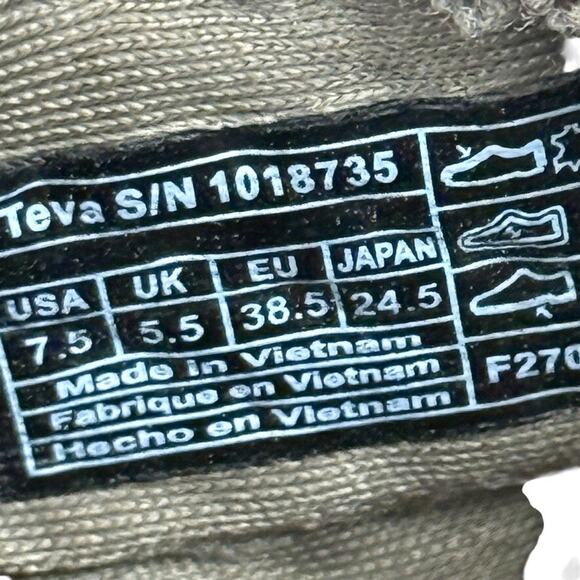 Teva S/N 1018735
USA UK EU JAPAN
7.5 5.5 38.5 24.5
Made in Vietnam
Fabrique en Vietnam
Hecho en Vietnam
F270